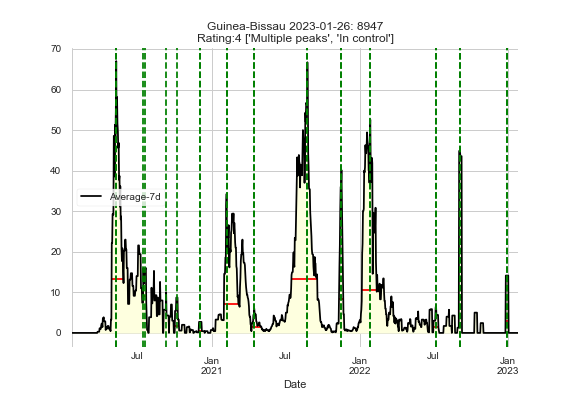 Guinea-Bissau 2023-01-26: 8947
Rating:4 ['Multiple peaks', 'In control']
70
60
50
40
30
20
10
0
Average-7d
Jul
Jan
2021
Jul
Jan
2022
Jul
Jan
2023
Date